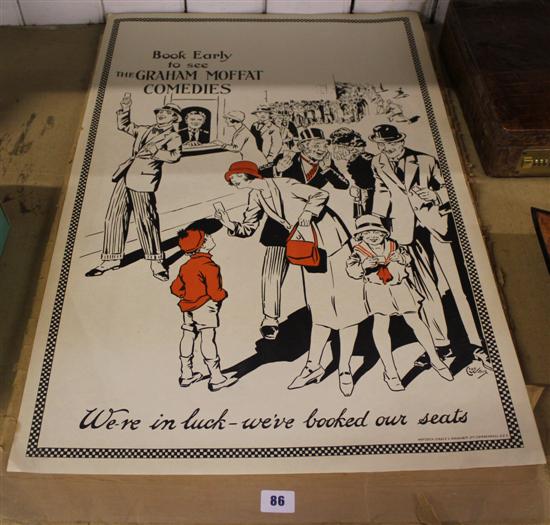 Book Early
to see
THE GRAHAM MOFFAT
COMEDIES
We-re in luck - we've booked our seats
86